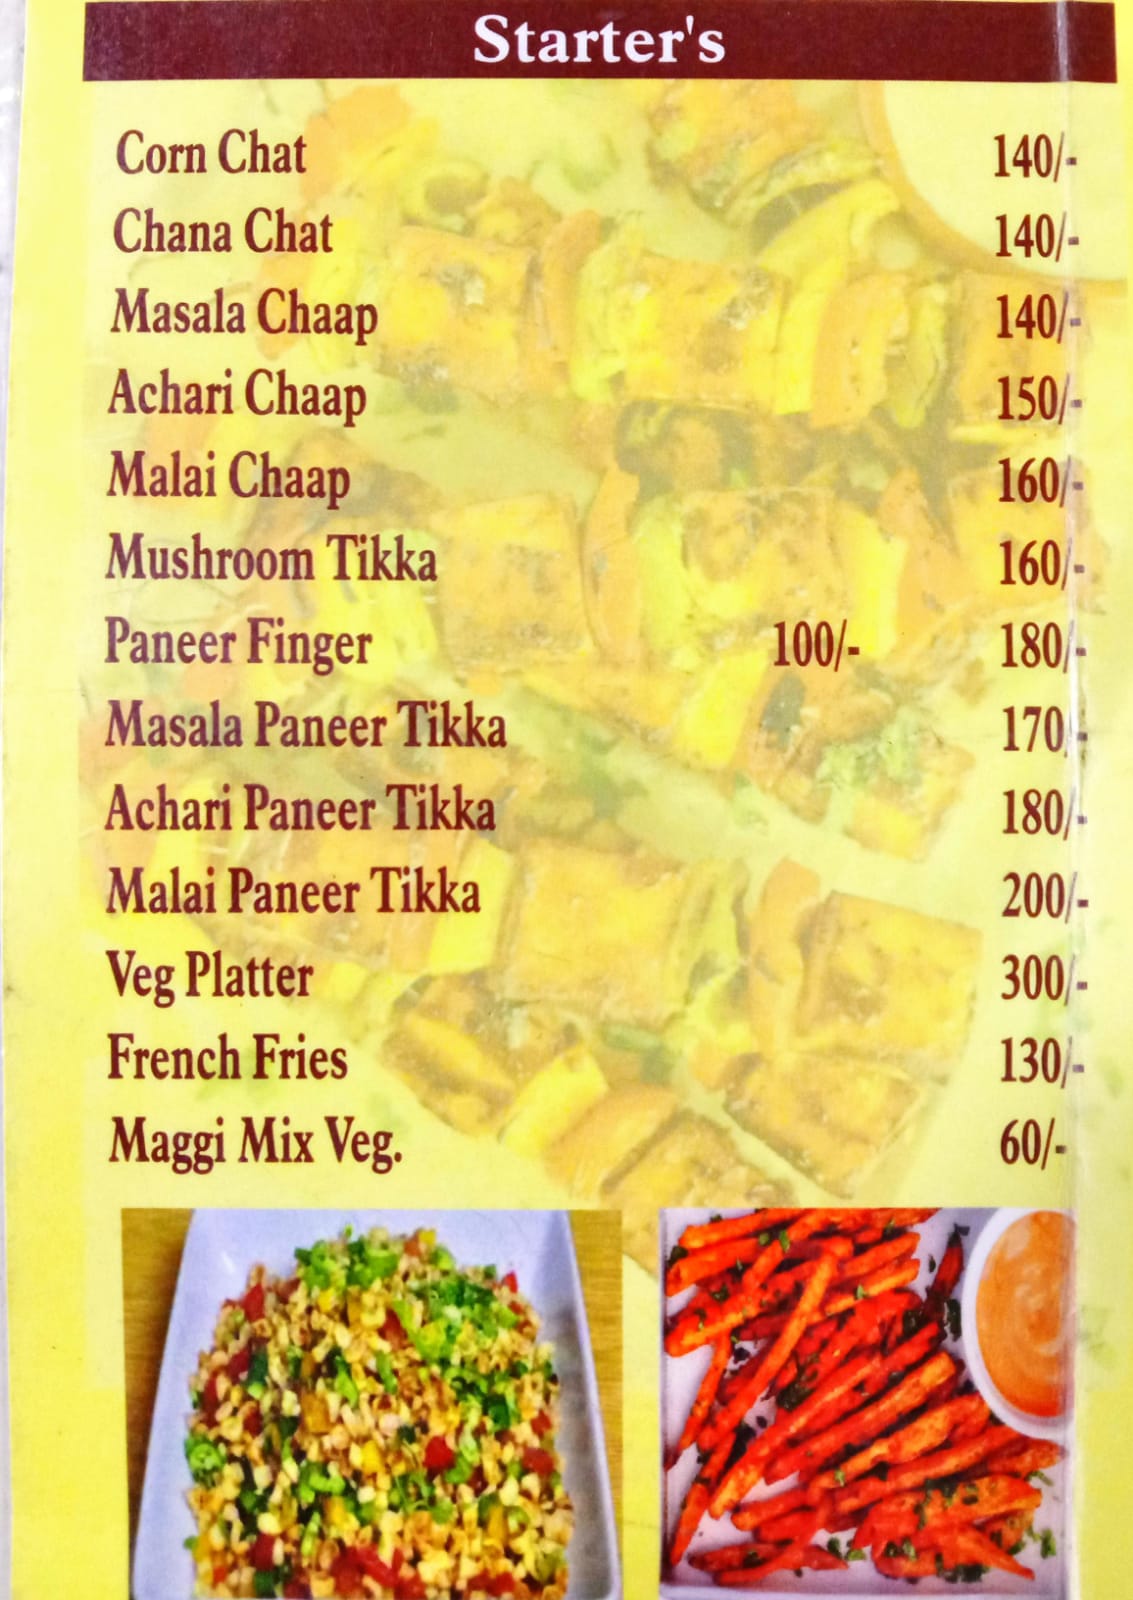 Starter's
Corn Chat 140/-
Chana Chat 140/-
Masala Chaap 140/-
Achari Chaap 150/-
Malai Chaap 160/-
Mushroom Tikka 160/-
Paneer Finger 100/- 180/-
Masala Paneer Tikka 170/-
Achari Paneer Tikka 180/-
Malai Paneer Tikka 200/-
Veg Platter 300/-
French Fries 130/-
Maggi Mix Veg. 60/-